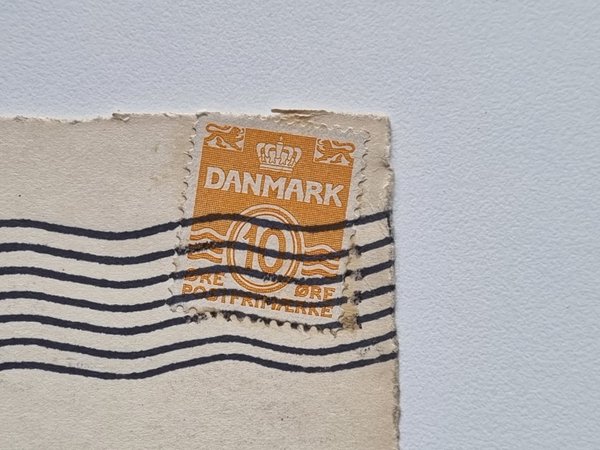 DANMARK
10
ØRE ØRE
POSTFRIMÆRKE